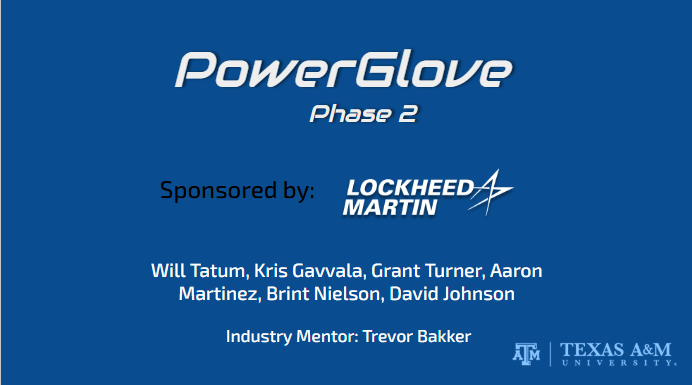 PowerGlove
Phase 2
Sponsored by:
LOCKHEED
MARTIN
Will Tatum, Kris Gavvala, Grant Turner, Aaron
Martinez, Brint Nielson, David Johnson
Industry Mentor: Trevor Bakker
ATM
TEXAS A&M
UNIVERSITY®